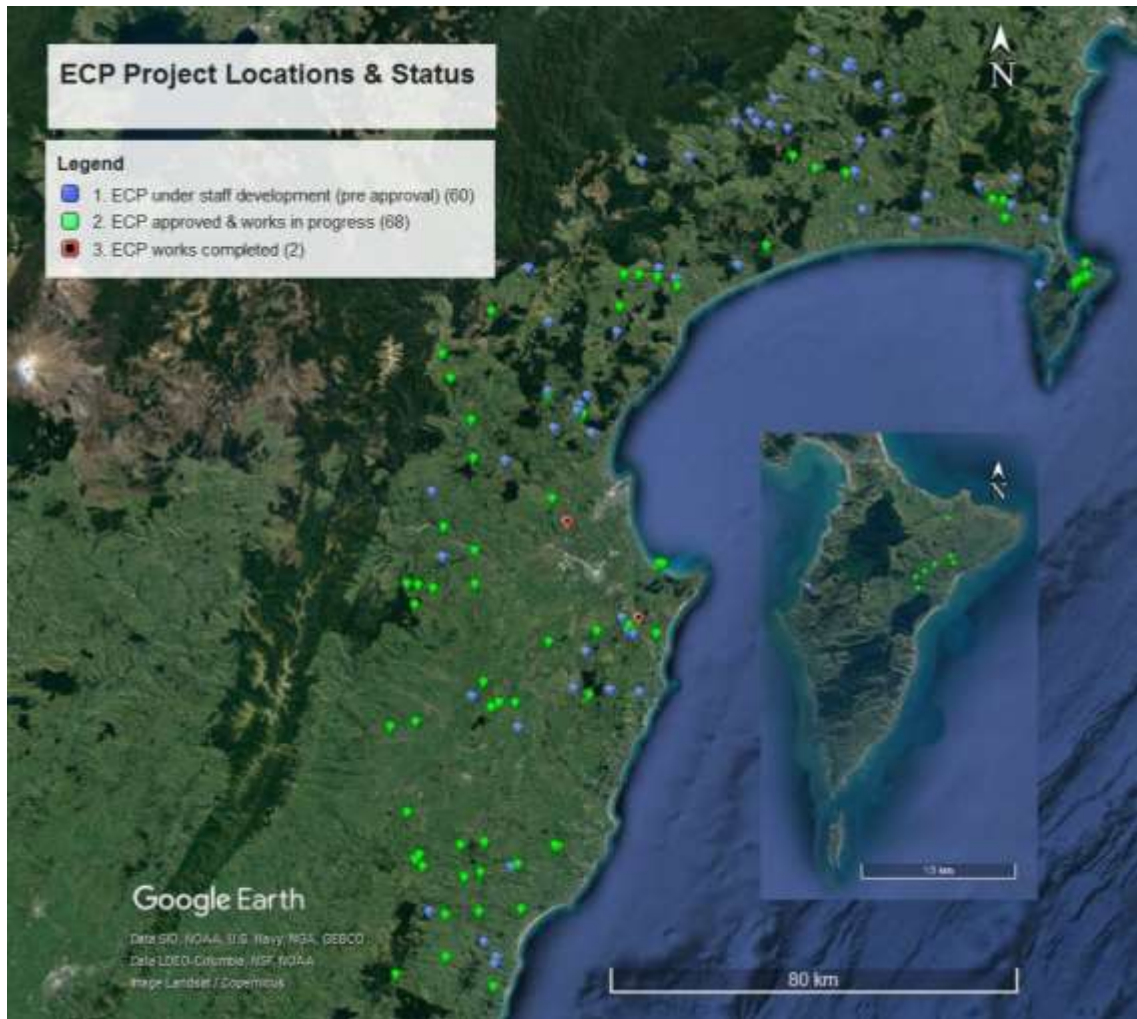 ECP Project Locations & Status
N
Legend
1. ECP under staff development (pre approval) (60)
2. ECP approved & works in progress (68)
3. ECP works completed (2)
N
13 km
Google Earth
Data SIO, NOAA, U.S. Navy, NGA, GEBCO
Data LDEO-Columbia, NSF, NOAA
Image Landsat / Copernicus
80 km